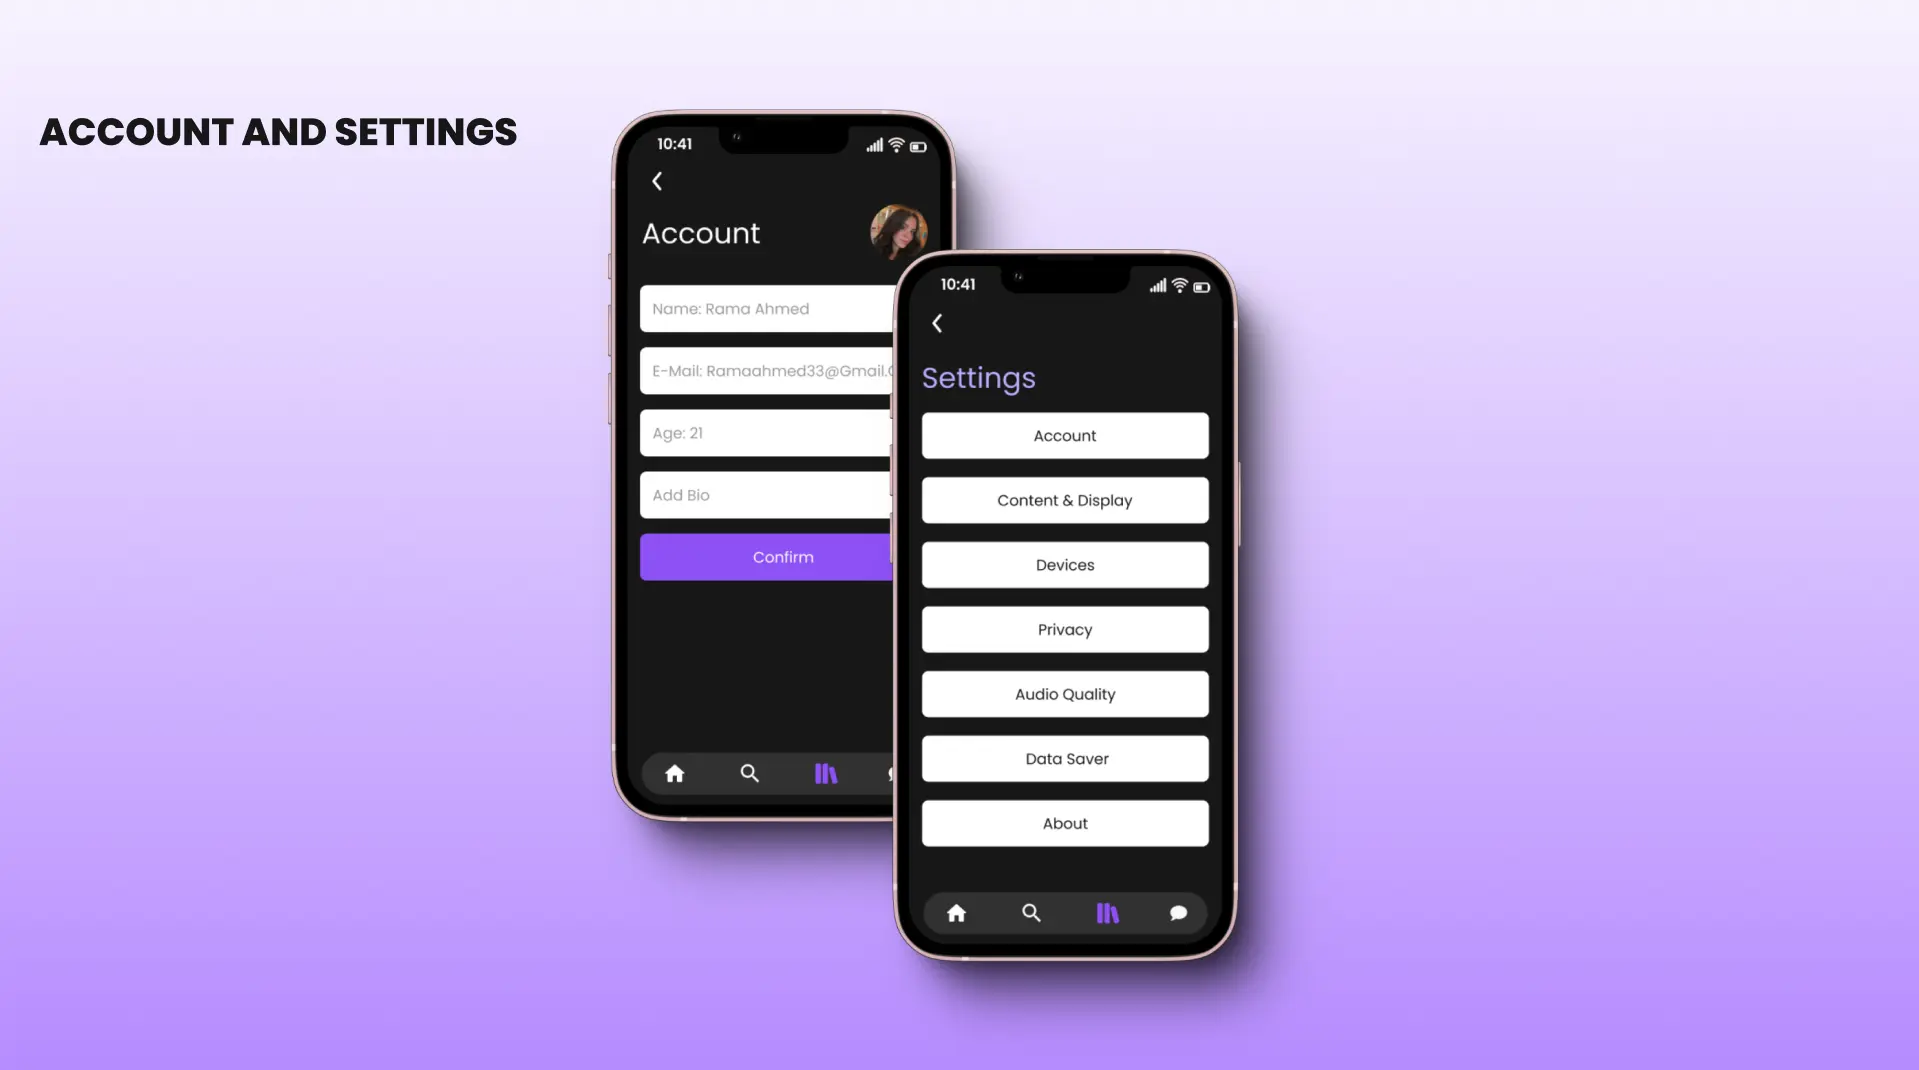 ACCOUNT AND SETTINGS
10:41
Account
Name: Rama Ahmed
E-Mail: Ramaahmed33@Gmail.
Age: 21
Add Bio
Confirm
10:41
Settings
Account
Content & Display
Devices
Privacy
Audio Quality
Data Saver
About